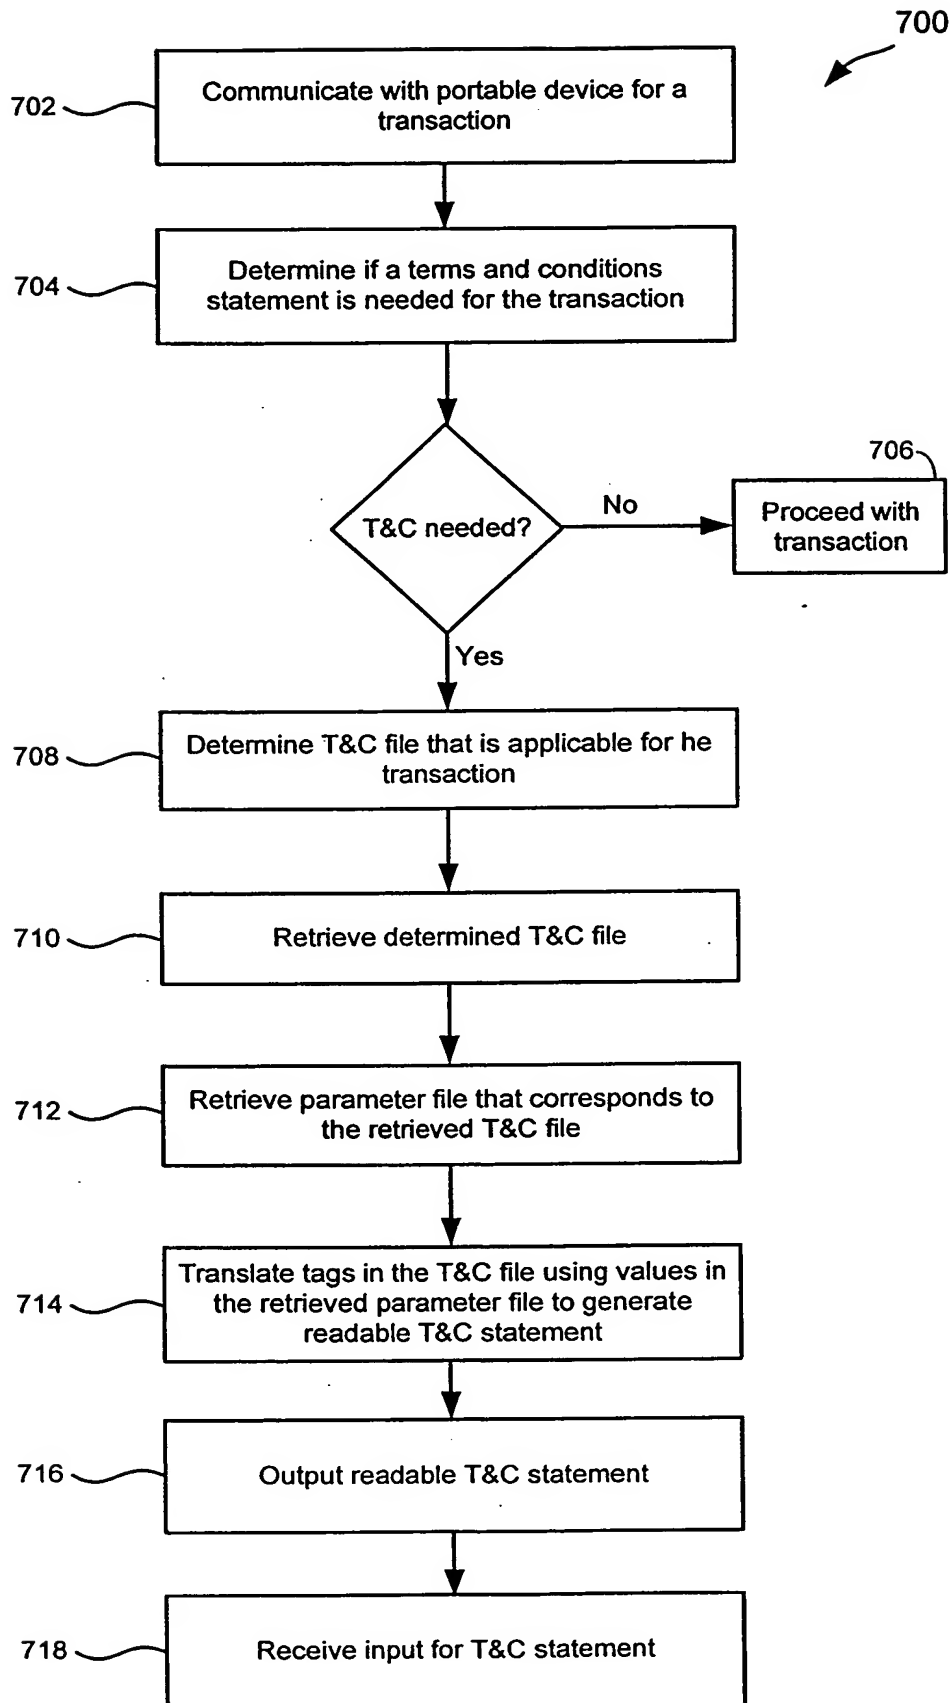 700
702
Communicate with portable device for a
transaction
704
Determine if a terms and conditions
statement is needed for the transaction
T&C needed?
No
706
Proceed with
transaction
Yes
708
Determine T&C file that is applicable for he
transaction
710
Retrieve determined T&C file
712
Retrieve parameter file that corresponds to
the retrieved T&C file
714
Translate tags in the T&C file using values in
the retrieved parameter file to generate
readable T&C statement
716
Output readable T&C statement
718
Receive input for T&C statement